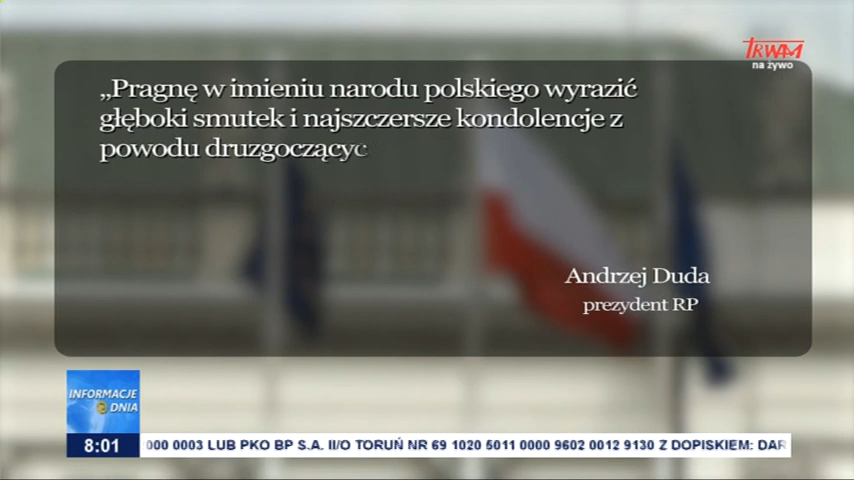 TRWAM
na żywo
„Pragnę w imieniu narodu polskiego wyrazić
głęboki smutek i najszczersze kondolencje z
powodu druzgoczącyc
Andrzej Duda
prezydent RP
INFORMACJE
DNIA
8:01
000 0003 LUB PKO BP S.A. II/O TORUŃ NR 69 1020 5011 0000 9602 0012 9130 Z DOPISKIEM: DAR